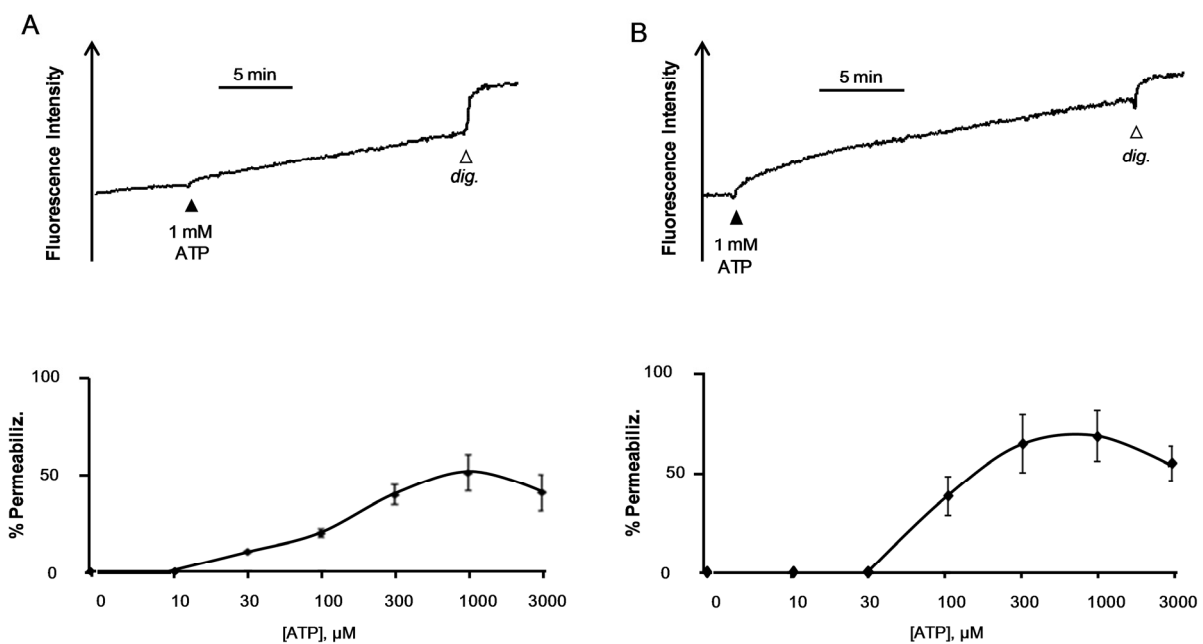 A
Fluorescence Intensity
5 min
1 mM
ATP
dig.
B
Fluorescence Intensity
5 min
1 mM
ATP
dig.
% Permeabiliz.
100
50
0
0 10 30 100 300 1000 3000
[ATP], µM
% Permeabiliz.
100
50
0
0 10 30 100 300 1000 3000
[ATP], µM